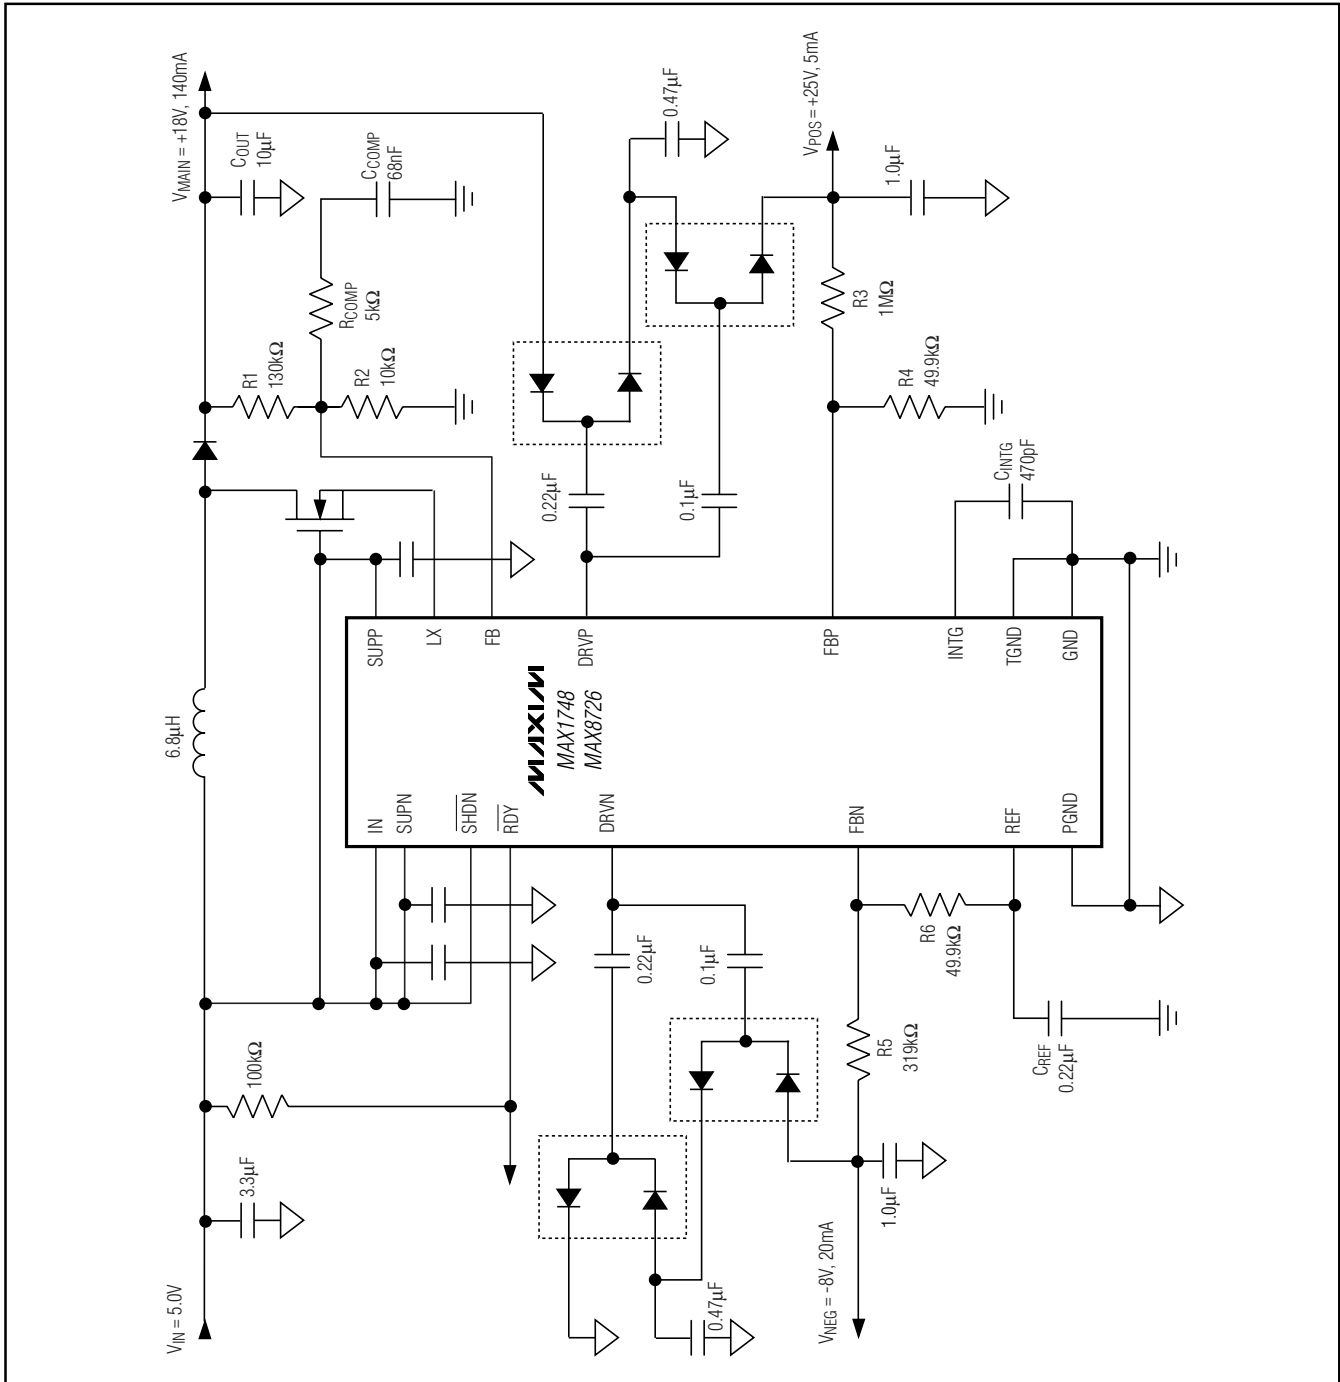 VMAIN = +18V, 140mA
COUT
10µF
CCOMP
68nF
RCOMP
5kΩ
R1
130kΩ
R2
10kΩ
0.47µF
VPOS = +25V, 5mA
1.0µF
R3
1MΩ
R4
49.9kΩ
0.22µF
0.1µF
CINTG
470pF
6.8µH
SUPP
LX
FB
DRVP
FBP
INTG
TGND
GND
MAXIM
MAX1748
MAX8726
IN
SUPN
SHDN
RDY
DRVN
FBN
REF
PGND
100kΩ
3.3µF
VIN = 5.0V
0.22µF
0.1µF
0.47µF
R6
49.9kΩ
R5
319kΩ
CREF
0.22µF
1.0µF
VNEG = -8V, 20mA